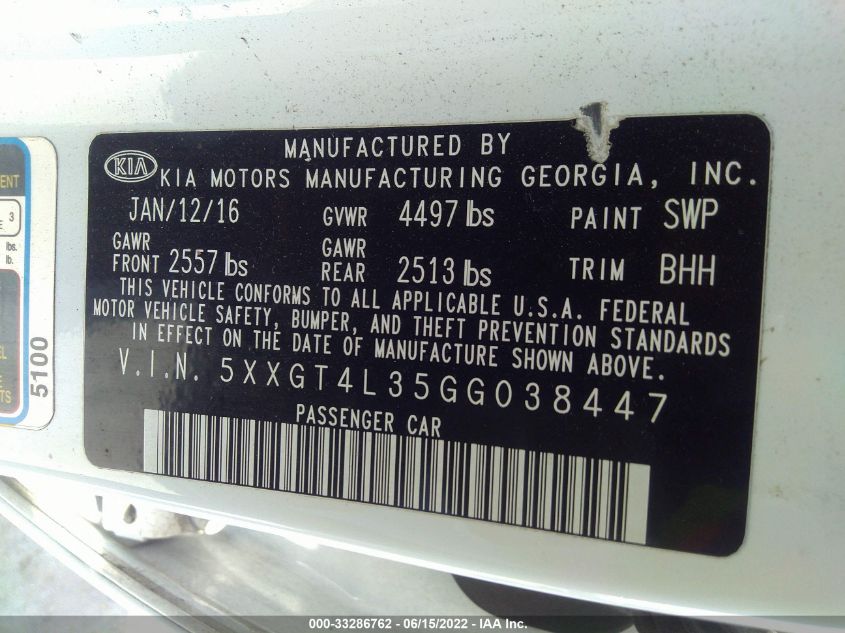 MANUFACTURED BY
KIA
KIA MOTORS MANUFACTURING GEORGIA, INC.
JAN/12/16 GVWR 4497 lbs PAINT SWP
GAWR FRONT 2557 lbs GAWR REAR 2513 lbs TRIM BHH
THIS VEHICLE CONFORMS TO ALL APPLICABLE U.S.A. FEDERAL
MOTOR VEHICLE SAFETY, BUMPER, AND THEFT PREVENTION STANDARDS
IN EFFECT ON THE DATE OF MANUFACTURE SHOWN ABOVE.
V.I.N. 5XXGT4L35GG038447
PASSENGER CAR
3
lbs.
lb.
5100
000-33286762 - 06/15/2022 - IAA Inc.